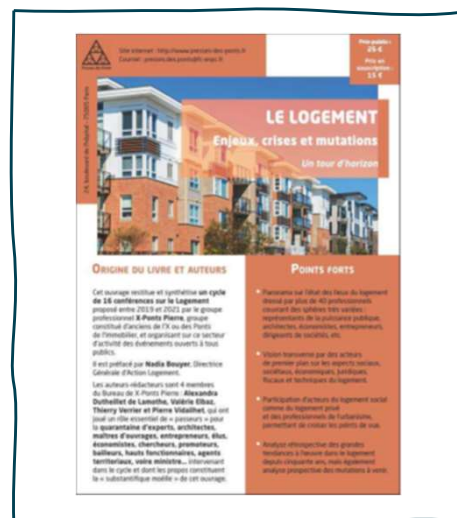 Site internet : http://www.presses-des-ponts.fr
Courriel : presses.des.ponts@fr.enpc.fr
Prix public :
25 €
Prix en
souscription :
15 €
LE LOGEMENT
Enjeux, crises et mutations
Un tour d'horizon
ORIGINE DU LIVRE ET AUTEURS
Cet ouvrage restitue et synthétise un cycle
de 16 conférences sur le Logement
proposé entre 2019 et 2021 par le groupe
professionnel X-Ponts Pierre, groupe
constitué d'anciens de l'X ou des Ponts
de l'Immobilier, et organisant sur ce secteur
d'activité des événements ouverts à tous
publics.
Il est préfacé par Nadia Bouyer, Directrice
Générale d'Action Logement.
Les auteurs-rédacteurs sont 4 membres
du Bureau de X-Ponts Pierre : Alexandra
Dutheillet de Lamothe, Valérie Elbaz,
Thierry Verrier et Pierre Vidailhet, qui ont
joué un rôle essentiel de « passeurs » pour
la quarantaine d'experts, architectes,
maîtres d'ouvrages, entrepreneurs, élus,
économistes, chercheurs, promoteurs,
bailleurs, hauts fonctionnaires, agents
territoriaux, voire ministre... intervenant
dans le cycle et dont les propos constituent
la « substantifique moëlle » de cet ouvrage.
POINTS FORTS
• Panorama sur l'état des lieux du logement
dressé par plus de 40 professionnels
couvrant des sphères très variées :
représentants de la puissance publique,
architectes, économistes, entrepreneurs,
dirigeants de sociétés, etc.
• Vision transverse par des acteurs
de premier plan sur les aspects sociaux,
sociétaux, économiques, juridiques,
fiscaux et techniques du logement.
• Participation d'acteurs du logement social
comme du logement privé
et des professionnels de l'urbanisme,
permettant de croiser les points de vue.
• Analyse rétrospective des grandes
tendances à l'œuvre dans le logement
depuis cinquante ans, mais également
analyse prospective des mutations à venir.